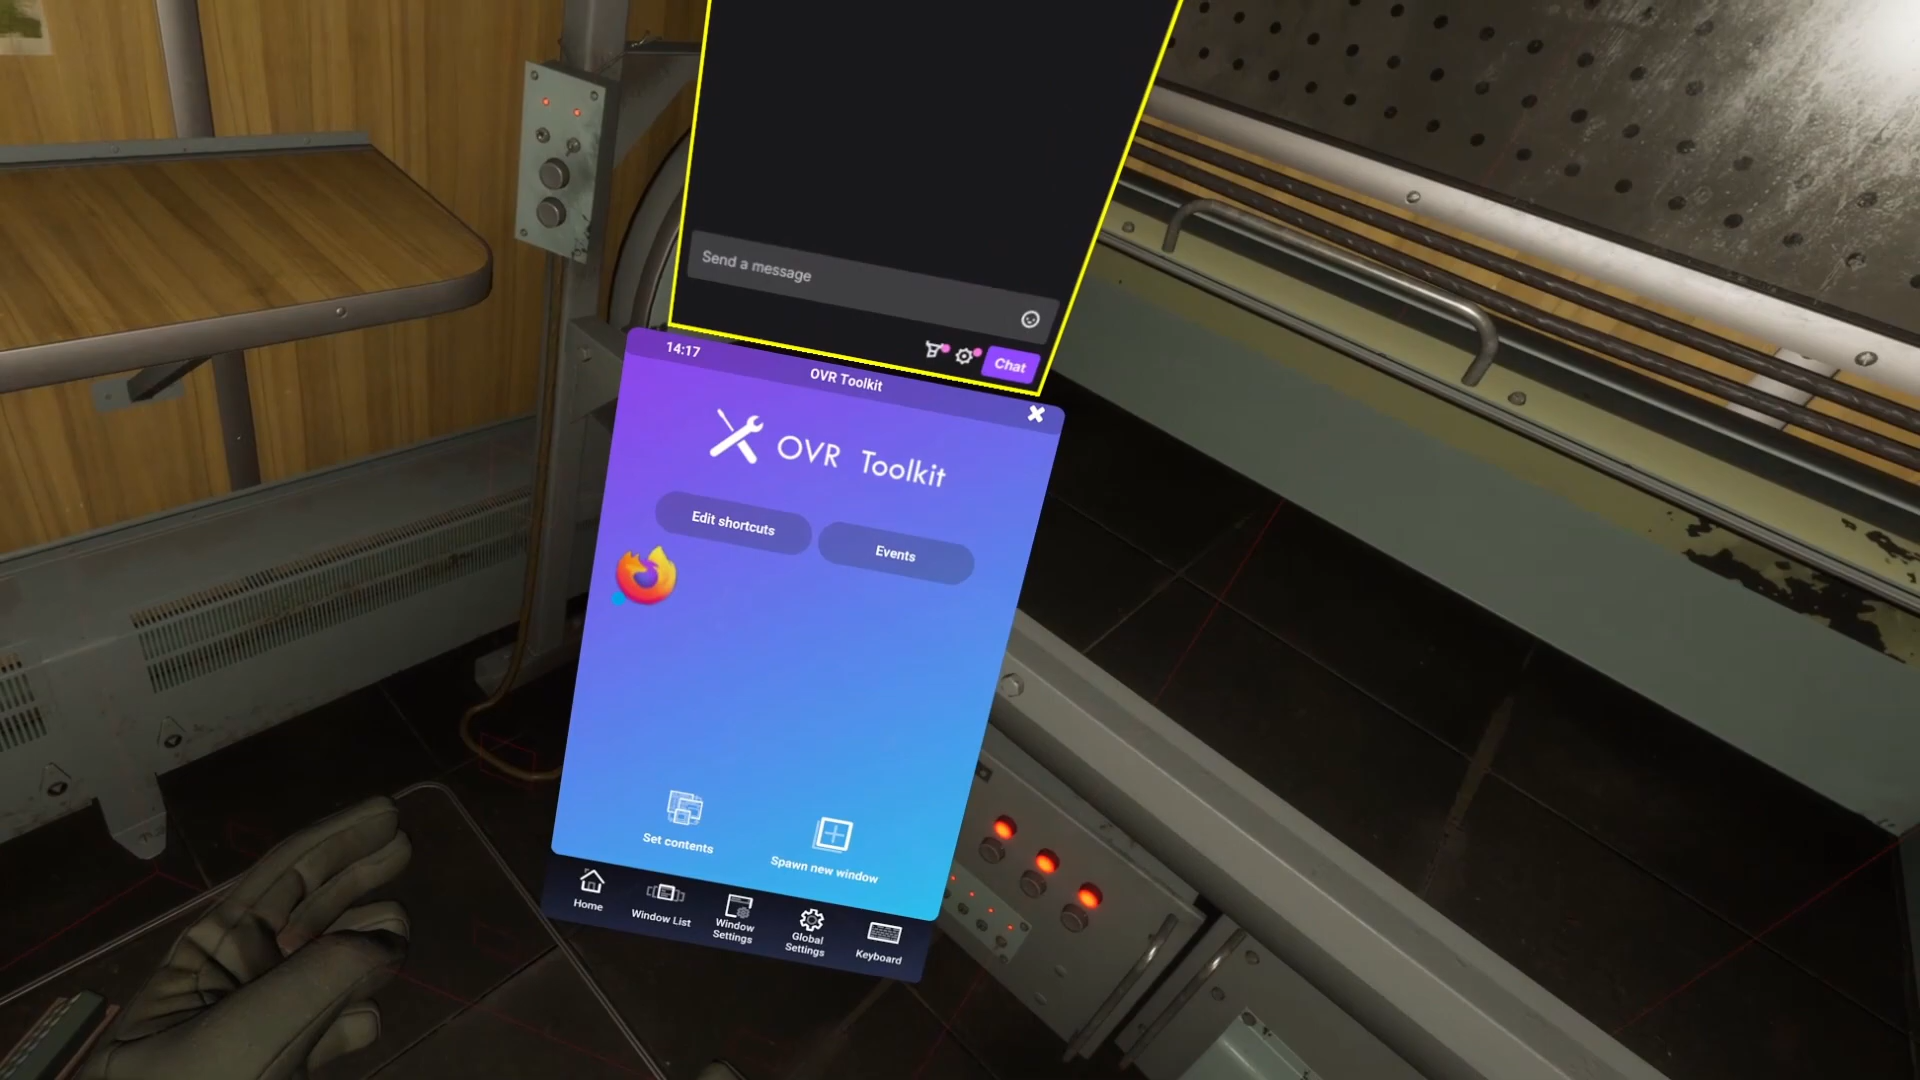 Send a message
Chat
14:17
OVR Toolkit
OVR Toolkit
Edit shortcuts
Events
Set contents
Spawn new window
Home
Window List
Window
Settings
Global
Settings
Keyboard